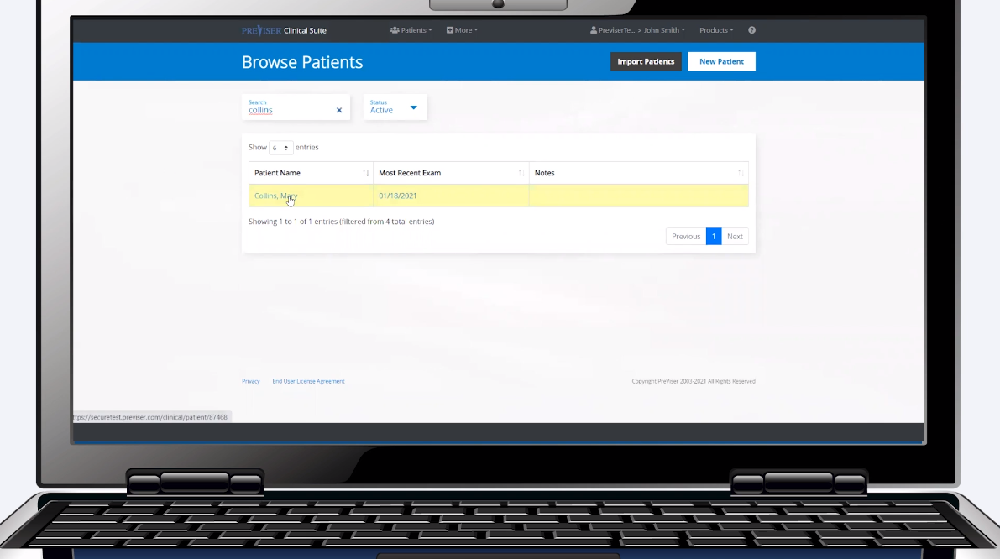 PREVISER Clinical Suite Patients More PreviserTe... > John Smith Products ?
Browse Patients Import Patients New Patient
Search
collins
Status
Active
Show 6 entries
Patient Name Most Recent Exam Notes
Collins, Mary 01/18/2021
Showing 1 to 1 of 1 entries (filtered from 4 total entries)
Previous 1 Next
Privacy End User License Agreement Copyright PreViser 2003-2021 All Rights Reserved
ttps://securetest.previser.com/clinical/patient/87468